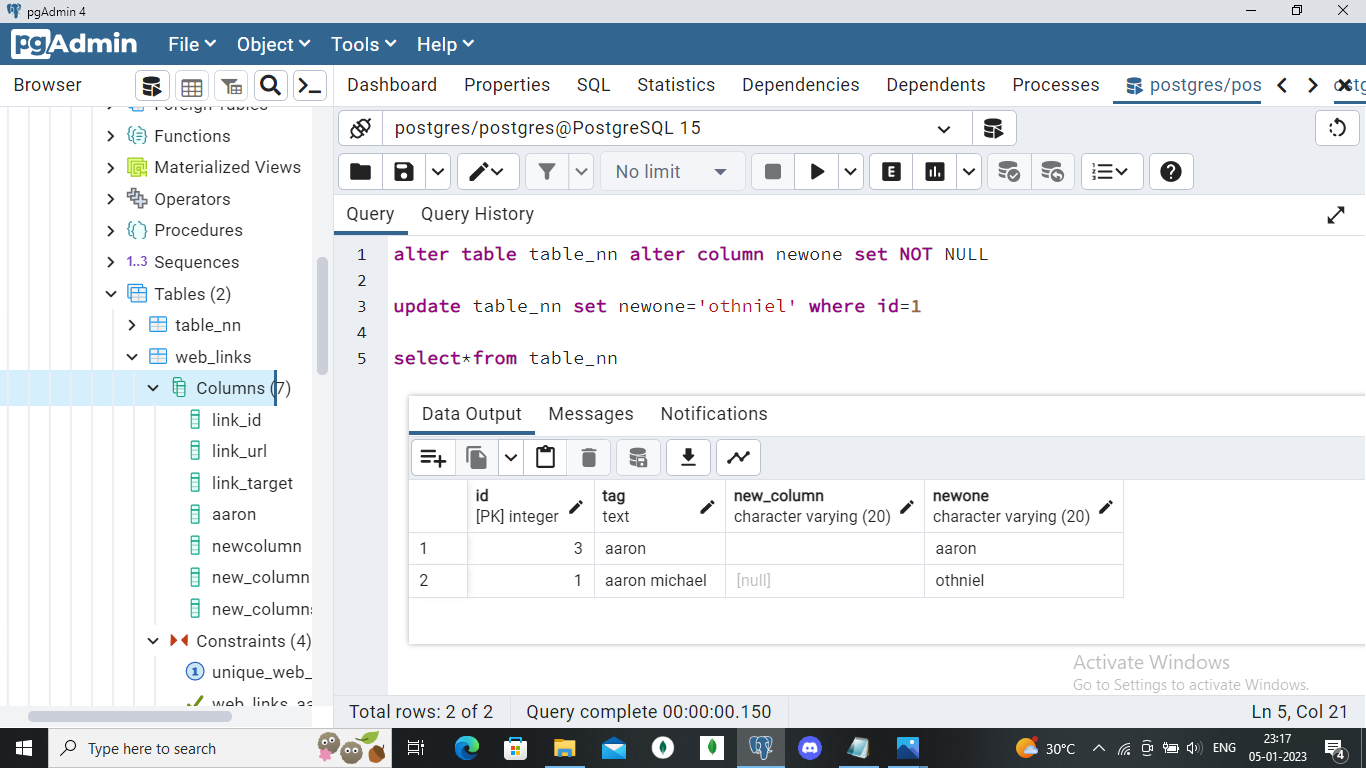 pgAdmin 4
pgAdmin File Object Tools Help
Browser
Dashboard Properties SQL Statistics Dependencies Dependents Processes postgres/pos
Foreign Tables
Functions
Materialized Views
Operators
Procedures
1..3 Sequences
Tables (2)
table_nn
web_links
Columns (7)
link_id
link_url
link_target
aaron
newcolumn
new_column
new_column
Constraints (4)
unique_web_
web_links_aa
postgres/postgres@PostgreSQL 15
No limit
E
Query Query History
1 alter table table_nn alter column newone set NOT NULL
2
3 update table_nn set newone='othniel' where id=1
4
5 select*from table_nn
Data Output Messages Notifications
id tag new_column newone
[PK] integer text character varying (20) character varying (20)
1 3 aaron aaron
2 1 aaron michael [null] othniel
Activate Windows
Go to Settings to activate Windows.
Total rows: 2 of 2 Query complete 00:00:00.150 Ln 5, Col 21
Type here to search
30°C ENG
23:17
05-01-2023
4